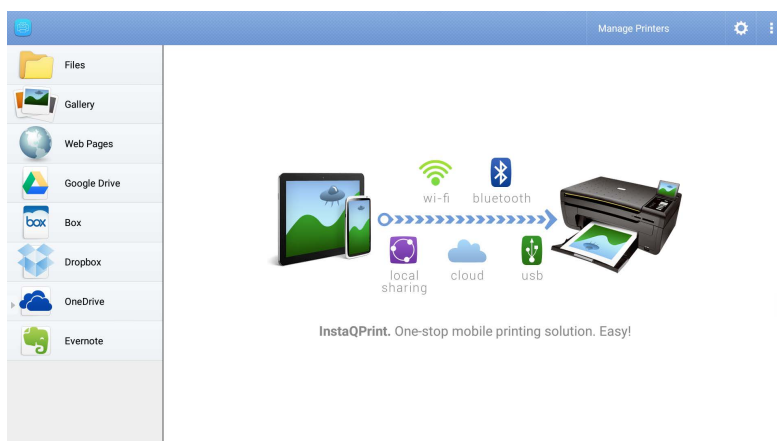 Manage Printers
Files
Gallery
Web Pages
Google Drive
box
Box
Dropbox
OneDrive
Evernote
wi-fi
bluetooth
local
sharing
cloud
usb
InstaQPrint. One-stop mobile printing solution. Easy!